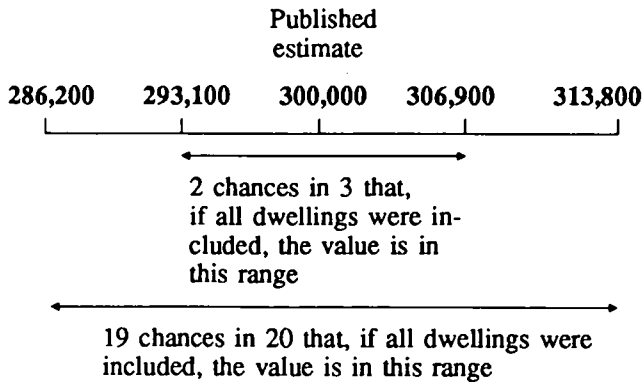 Published
estimate
286,200 293,100 300,000 306,900 313,800
2 chances in 3 that,
if all dwellings were in-
cluded, the value is in
this range
19 chances in 20 that, if all dwellings were
included, the value is in this range